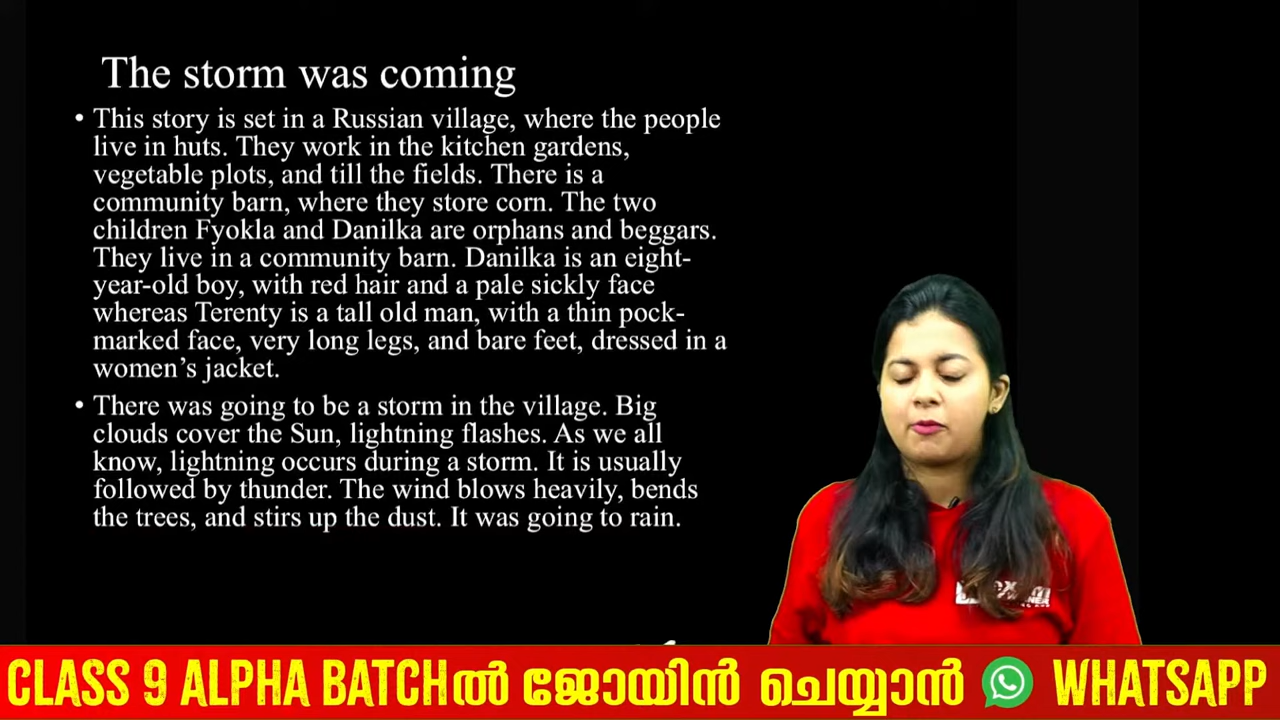 The storm was coming
• This story is set in a Russian village, where the people
live in huts. They work in the kitchen gardens,
vegetable plots, and till the fields. There is a
community barn, where they store corn. The two
children Fyokla and Danilka are orphans and beggars.
They live in a community barn. Danilka is an eight-
year-old boy, with red hair and a pale sickly face
whereas Terenty is a tall old man, with a thin pock-
marked face, very long legs, and bare feet, dressed in a
women’s jacket.
• There was going to be a storm in the village. Big
clouds cover the Sun, lightning flashes. As we all
know, lightning occurs during a storm. It is usually
followed by thunder. The wind blows heavily, bends
the trees, and stirs up the dust. It was going to rain.
CLASS 9 ALPHA BATCHൽ ജോയിൻ ചെയ്യാൻ WHATSAPP